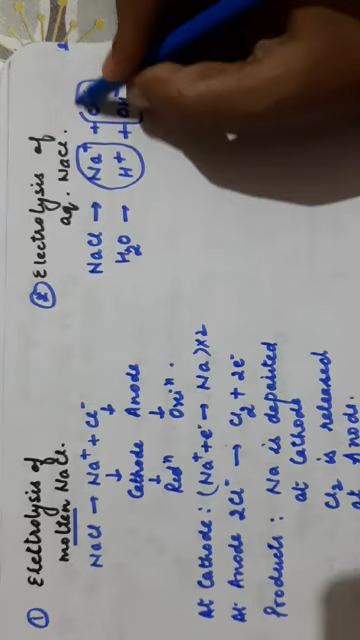 ① Electrolysis of
molten NaCl.
NaCl → Na⁺ + Cl⁻
↓ ↓
Cathode Anode
↓ ↓
Redⁿ Oxiⁿ.
At Cathode: (Na⁺ + e⁻ → Na) × 2
At Anode 2Cl⁻ → Cl₂ + 2e⁻
Products: Na is deposited
at Cathode
Cl₂ is released
at Anode.
② Electrolysis of
aq. NaCl.
NaCl → Na⁺ +
H₂O → H⁺ + OH⁻